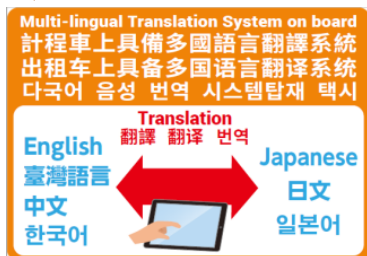 Multi-lingual Translation System on board
計程車上具備多國語言翻譯系統
出租车上具备多国语言翻译系统
다국어 음성 번역 시스템탑재 택시
Translation
翻譯 翻译 번역
English
臺灣語言
中文
한국어
Japanese
日文
일본어